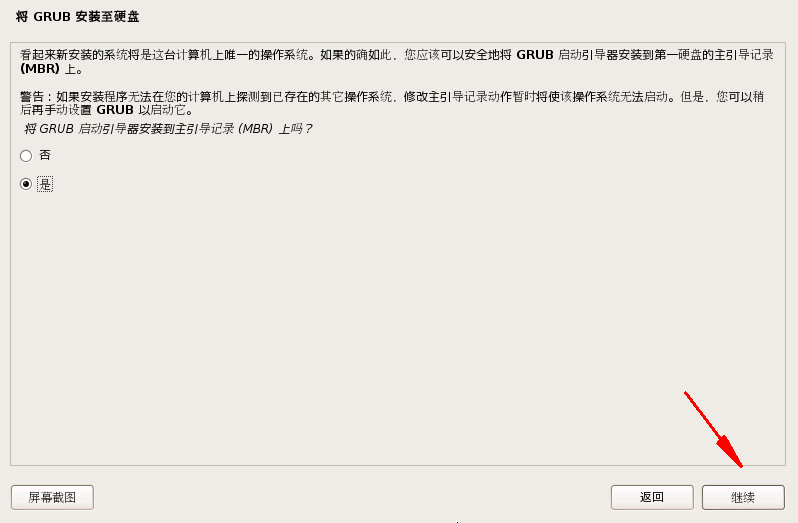 将 GRUB 安装至硬盘
看起来新安装的系统将是这台计算机上唯一的操作系统。如果的确如此，您应该可以安全地将 GRUB 启动引导器安装到第一硬盘的主引导记录
(MBR) 上。
警告：如果安装程序无法在您的计算机上探测到已存在的其它操作系统，修改主引导记录动作暂时将使该操作系统无法启动。但是，您可以稍
后再手动设置 GRUB 以启动它。
将 GRUB 启动引导器安装到主引导记录 (MBR) 上吗？
否
是
屏幕截图
返回
继续